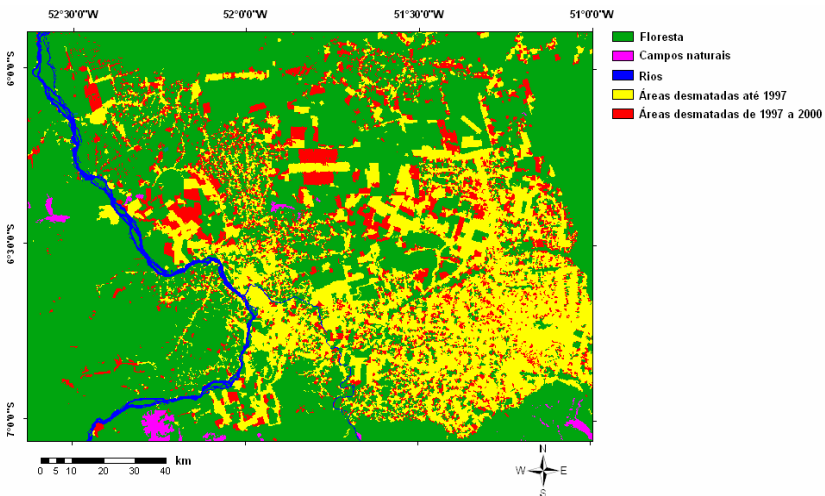 52°30'0"W 52°0'0"W 51°30'0"W 51°0'0"W
6°0'0"S
6°30'0"S
7°0'0"S
Floresta
Campos naturais
Rios
Áreas desmatadas até 1997
Áreas desmatadas de 1997 a 2000
km
0 5 10 20 30 40
N
W E
S